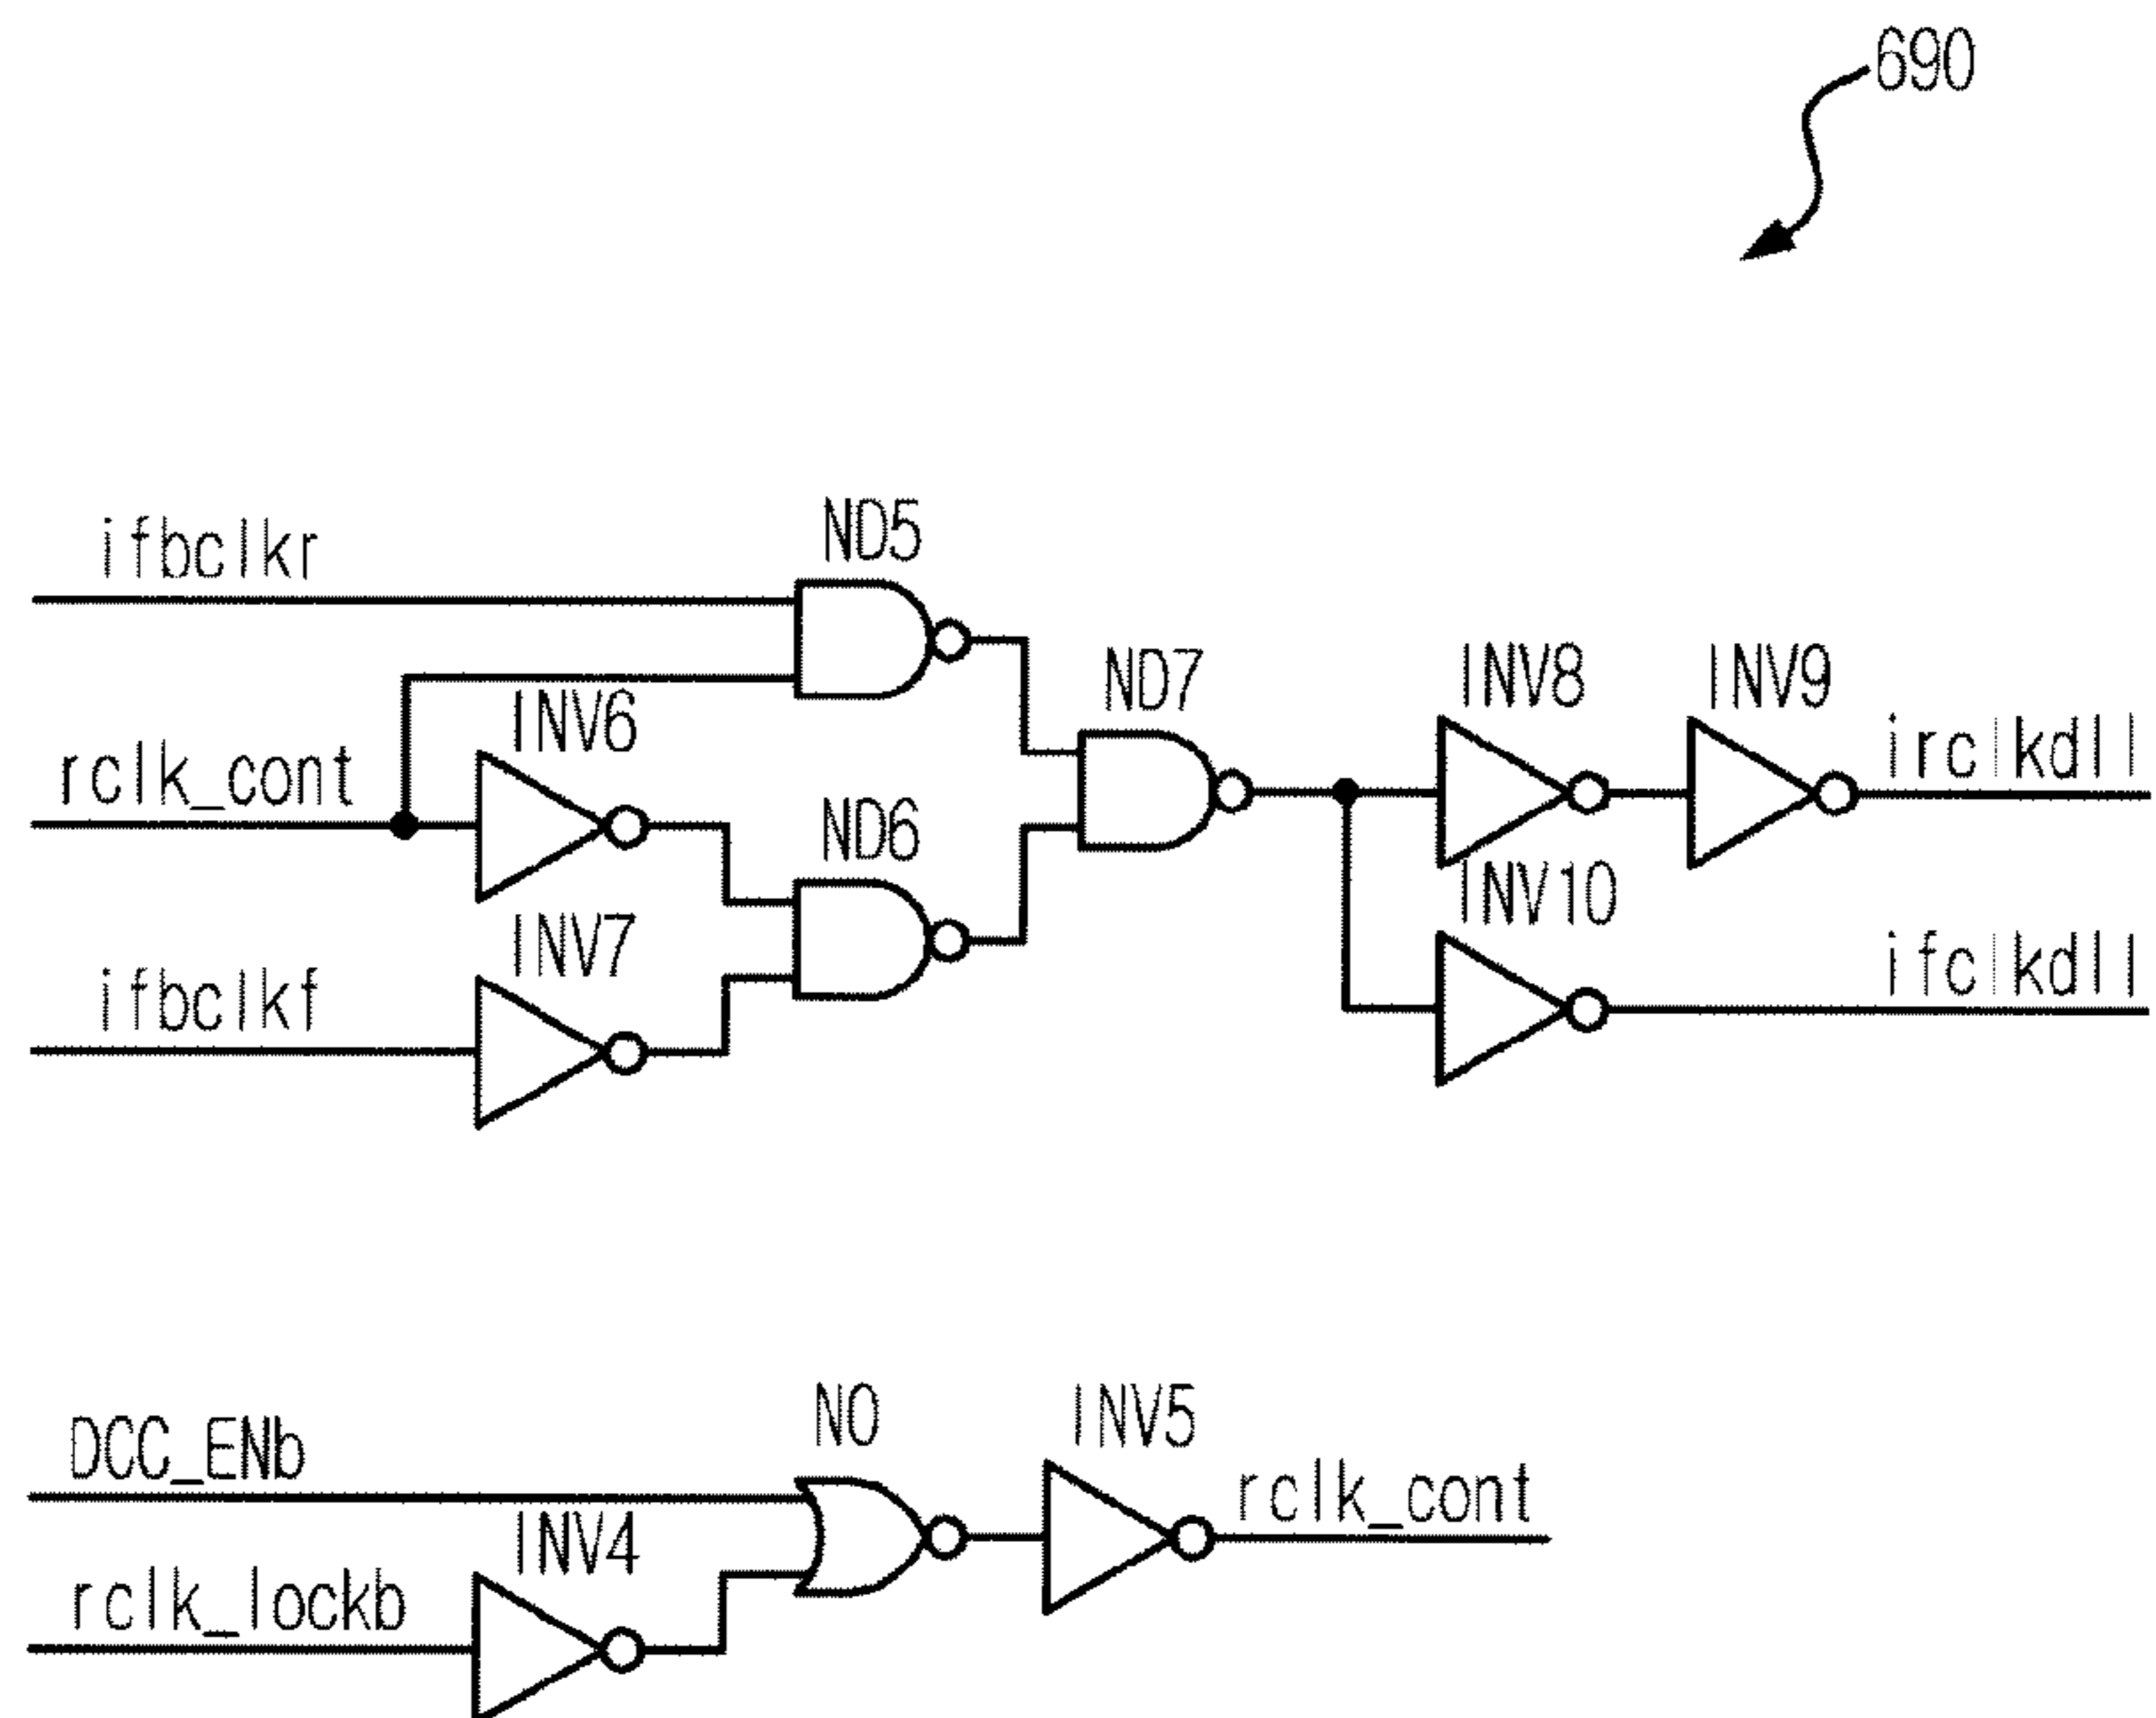 690
ifbclkr
ND5
rclk_cont
INV6
ND7
INV8
INV9
irclkdll
ND6
INV10
ifbclkf
INV7
ifclkdll
DCC_ENb
NO
INV5
rclk_cont
INV4
rclk_lockb